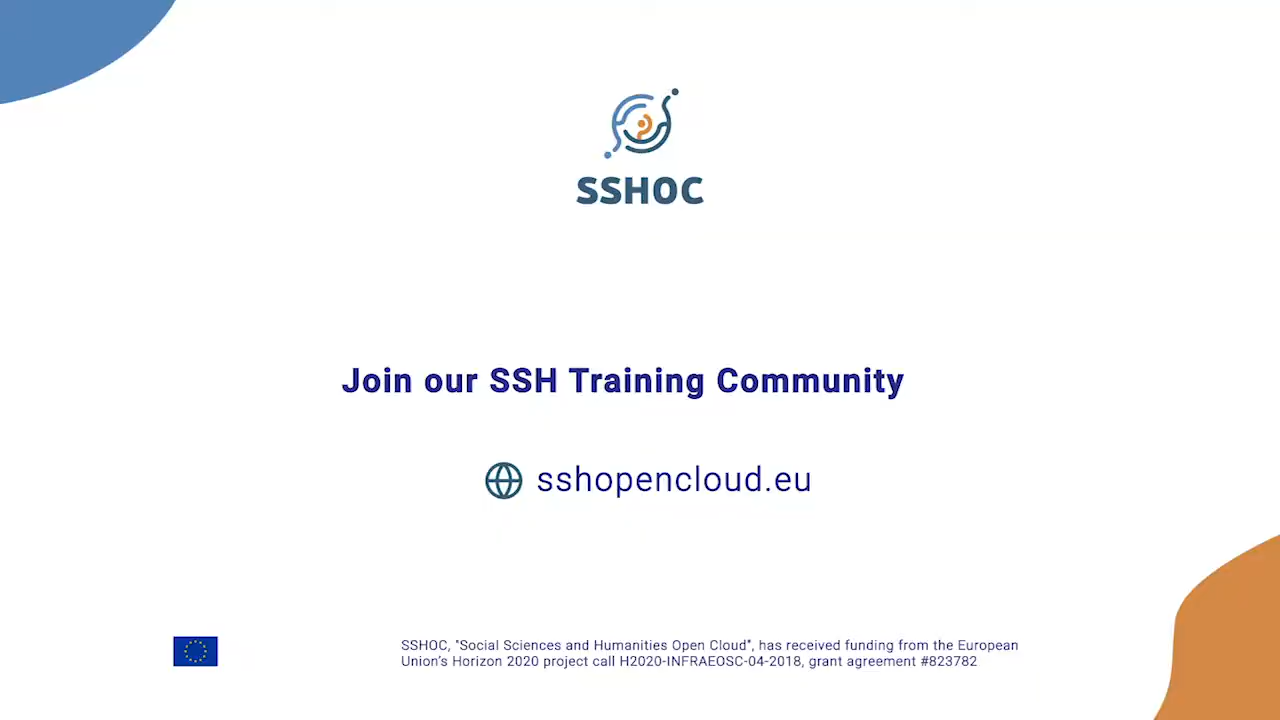 SSHOC
Join our SSH Training Community
sshopencloud.eu
SSHOC, "Social Sciences and Humanities Open Cloud", has received funding from the European
Union’s Horizon 2020 project call H2020-INFRAEOSC-04-2018, grant agreement #823782